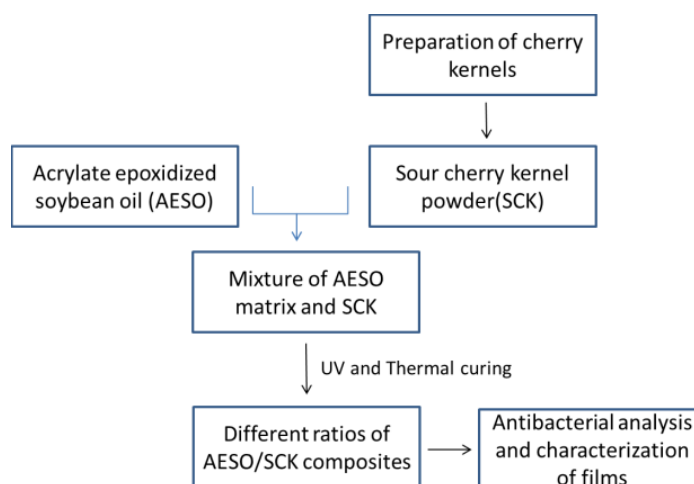 Preparation of cherry
kernels
Acrylate epoxidized
soybean oil (AESO)
Sour cherry kernel
powder(SCK)
Mixture of AESO
matrix and SCK
UV and Thermal curing
Different ratios of
AESO/SCK composites
Antibacterial analysis
and characterization
of films